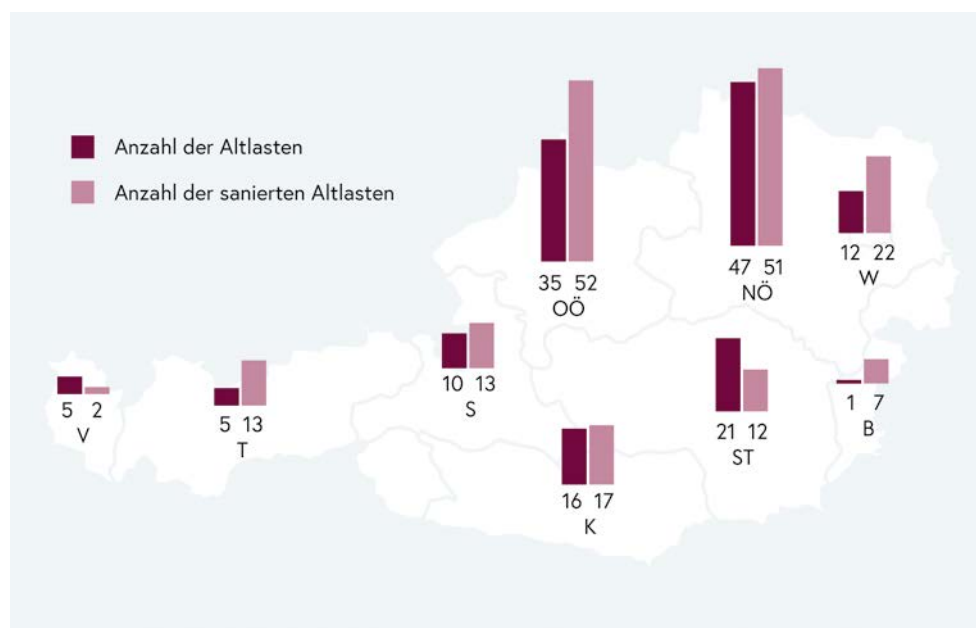 Anzahl der Altlasten
Anzahl der sanierten Altlasten
35 52
OÖ
47 51
NÖ
12 22
W
10 13
S
5 2
V
5 13
T
21 12
ST
1 7
B
16 17
K